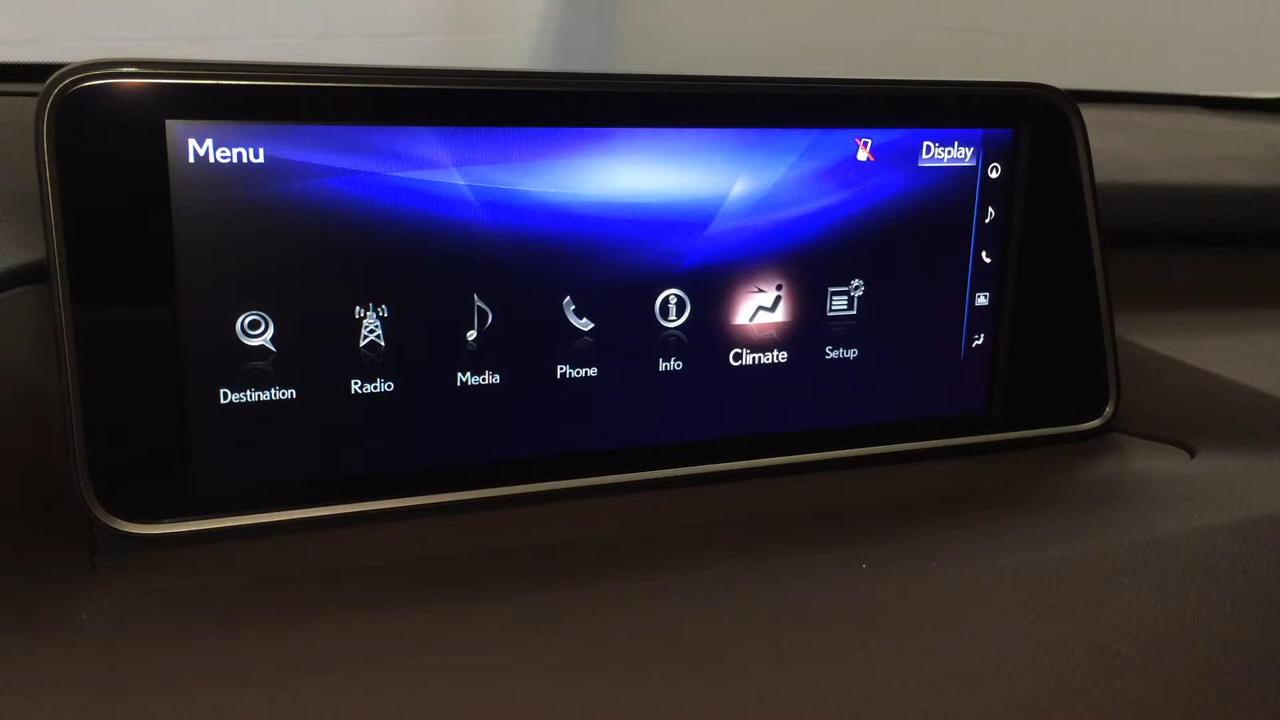 Menu
Display
Destination
Radio
Media
Phone
Info
Climate
Setup